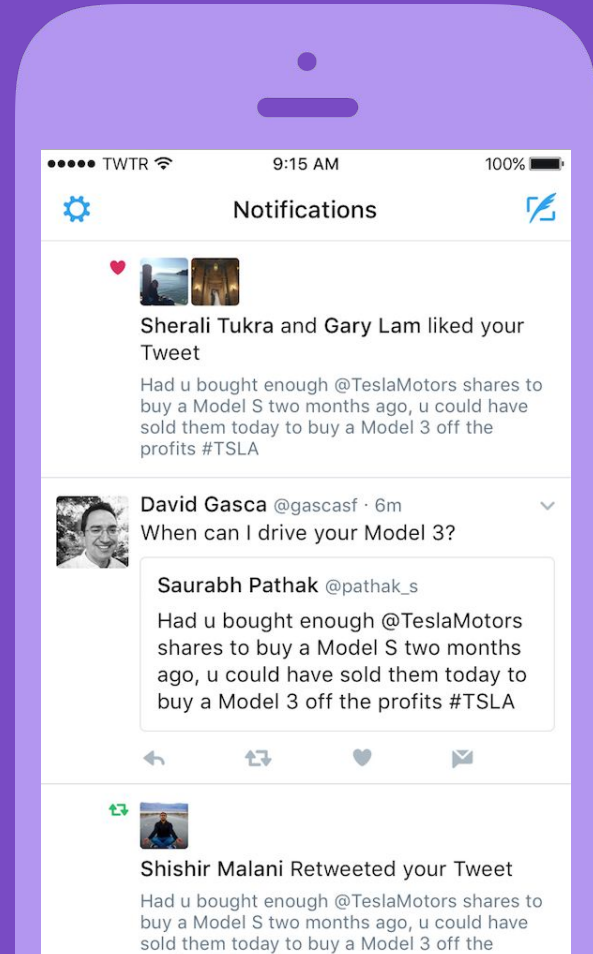 TWTR 9:15 AM 100%
Notifications
Sherali Tukra and Gary Lam liked your
Tweet
Had u bought enough @TeslaMotors shares to
buy a Model S two months ago, u could have
sold them today to buy a Model 3 off the
profits #TSLA
David Gasca @gascasf · 6m
When can I drive your Model 3?
Saurabh Pathak @pathak_s
Had u bought enough @TeslaMotors
shares to buy a Model S two months
ago, u could have sold them today to
buy a Model 3 off the profits #TSLA
Shishir Malani Retweeted your Tweet
Had u bought enough @TeslaMotors shares to
buy a Model S two months ago, u could have
sold them today to buy a Model 3 off the